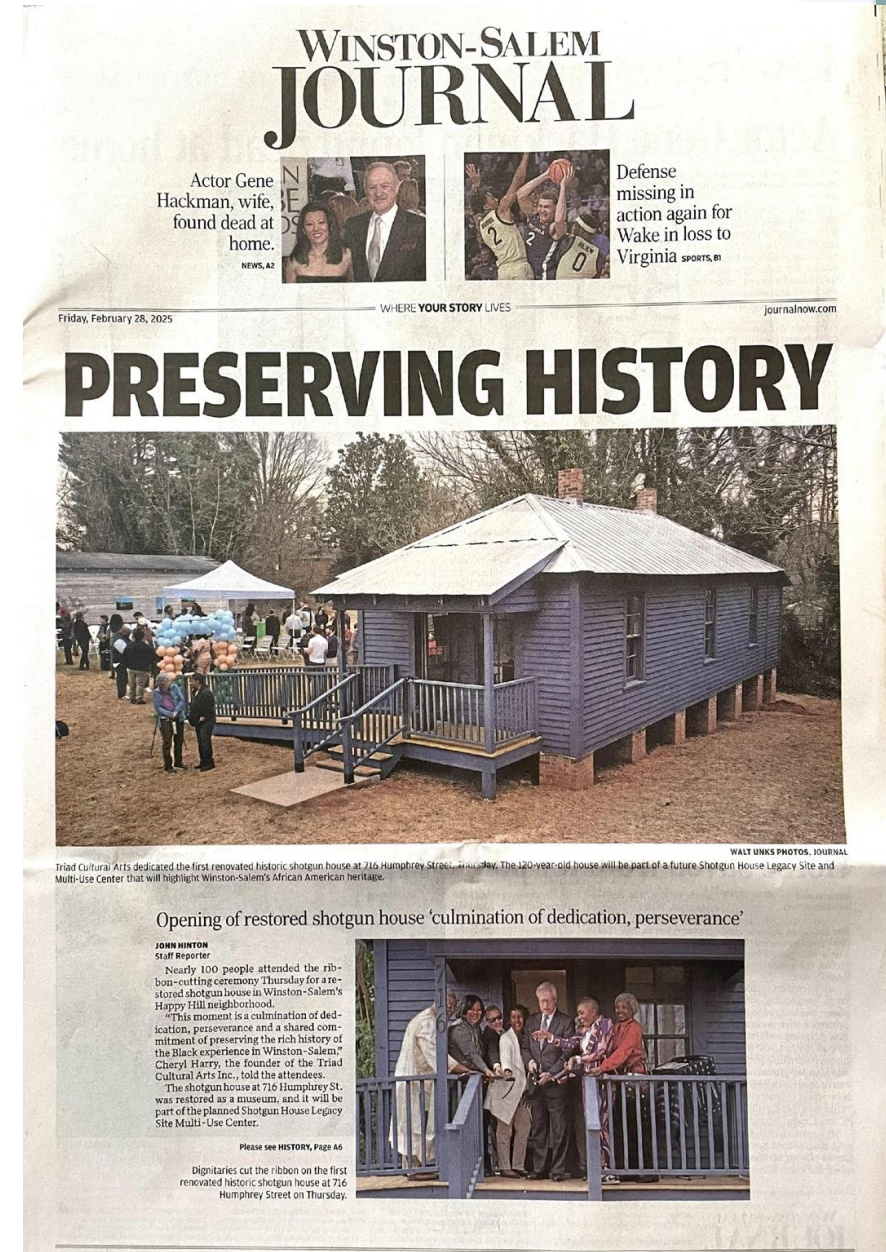 WINSTON-SALEM
JOURNAL
Actor Gene
Hackman, wife,
found dead at
home.
NEWS, A2
N
BE
OS
2
2
0
Defense
missing in
action again for
Wake in loss to
Virginia SPORTS, B1
WHERE YOUR STORY LIVES
Friday, February 28, 2025
journalnow.com
PRESERVING HISTORY
WALT UNKS PHOTOS, JOURNAL
Triad Cultural Arts dedicated the first renovated historic shotgun house at 716 Humphrey Street, Thursday. The 120-year-old house will be part of a future Shotgun House Legacy Site and
Multi-Use Center that will highlight Winston-Salem's African American heritage.
Opening of restored shotgun house ‘culmination of dedication, perseverance’
JOHN HINTON
Staff Reporter
Nearly 100 people attended the rib-
bon-cutting ceremony Thursday for a re-
stored shotgun house in Winston-Salem's
Happy Hill neighborhood.
“This moment is a culmination of ded-
ication, perseverance and a shared com-
mitment of preserving the rich history of
the Black experience in Winston-Salem,”
Cheryl Harry, the founder of the Triad
Cultural Arts Inc., told the attendees.
The shotgun house at 716 Humphrey St.
was restored as a museum, and it will be
part of the planned Shotgun House Legacy
Site Multi-Use Center.
Please see HISTORY, Page A6
Dignitaries cut the ribbon on the first
renovated historic shotgun house at 716
Humphrey Street on Thursday.
716